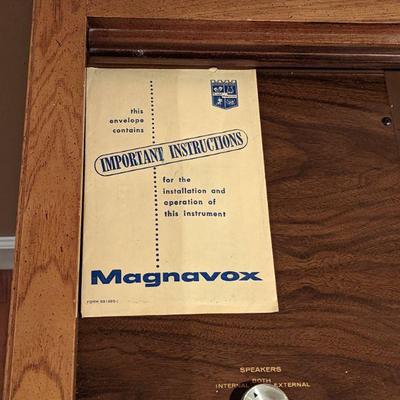 this
envelope
contains
IMPORTANT INSTRUCTIONS
for the
installation and
operation of
this instrument
Magnavox
SPEAKERS
BOTH
INTERNAL EXTERNAL